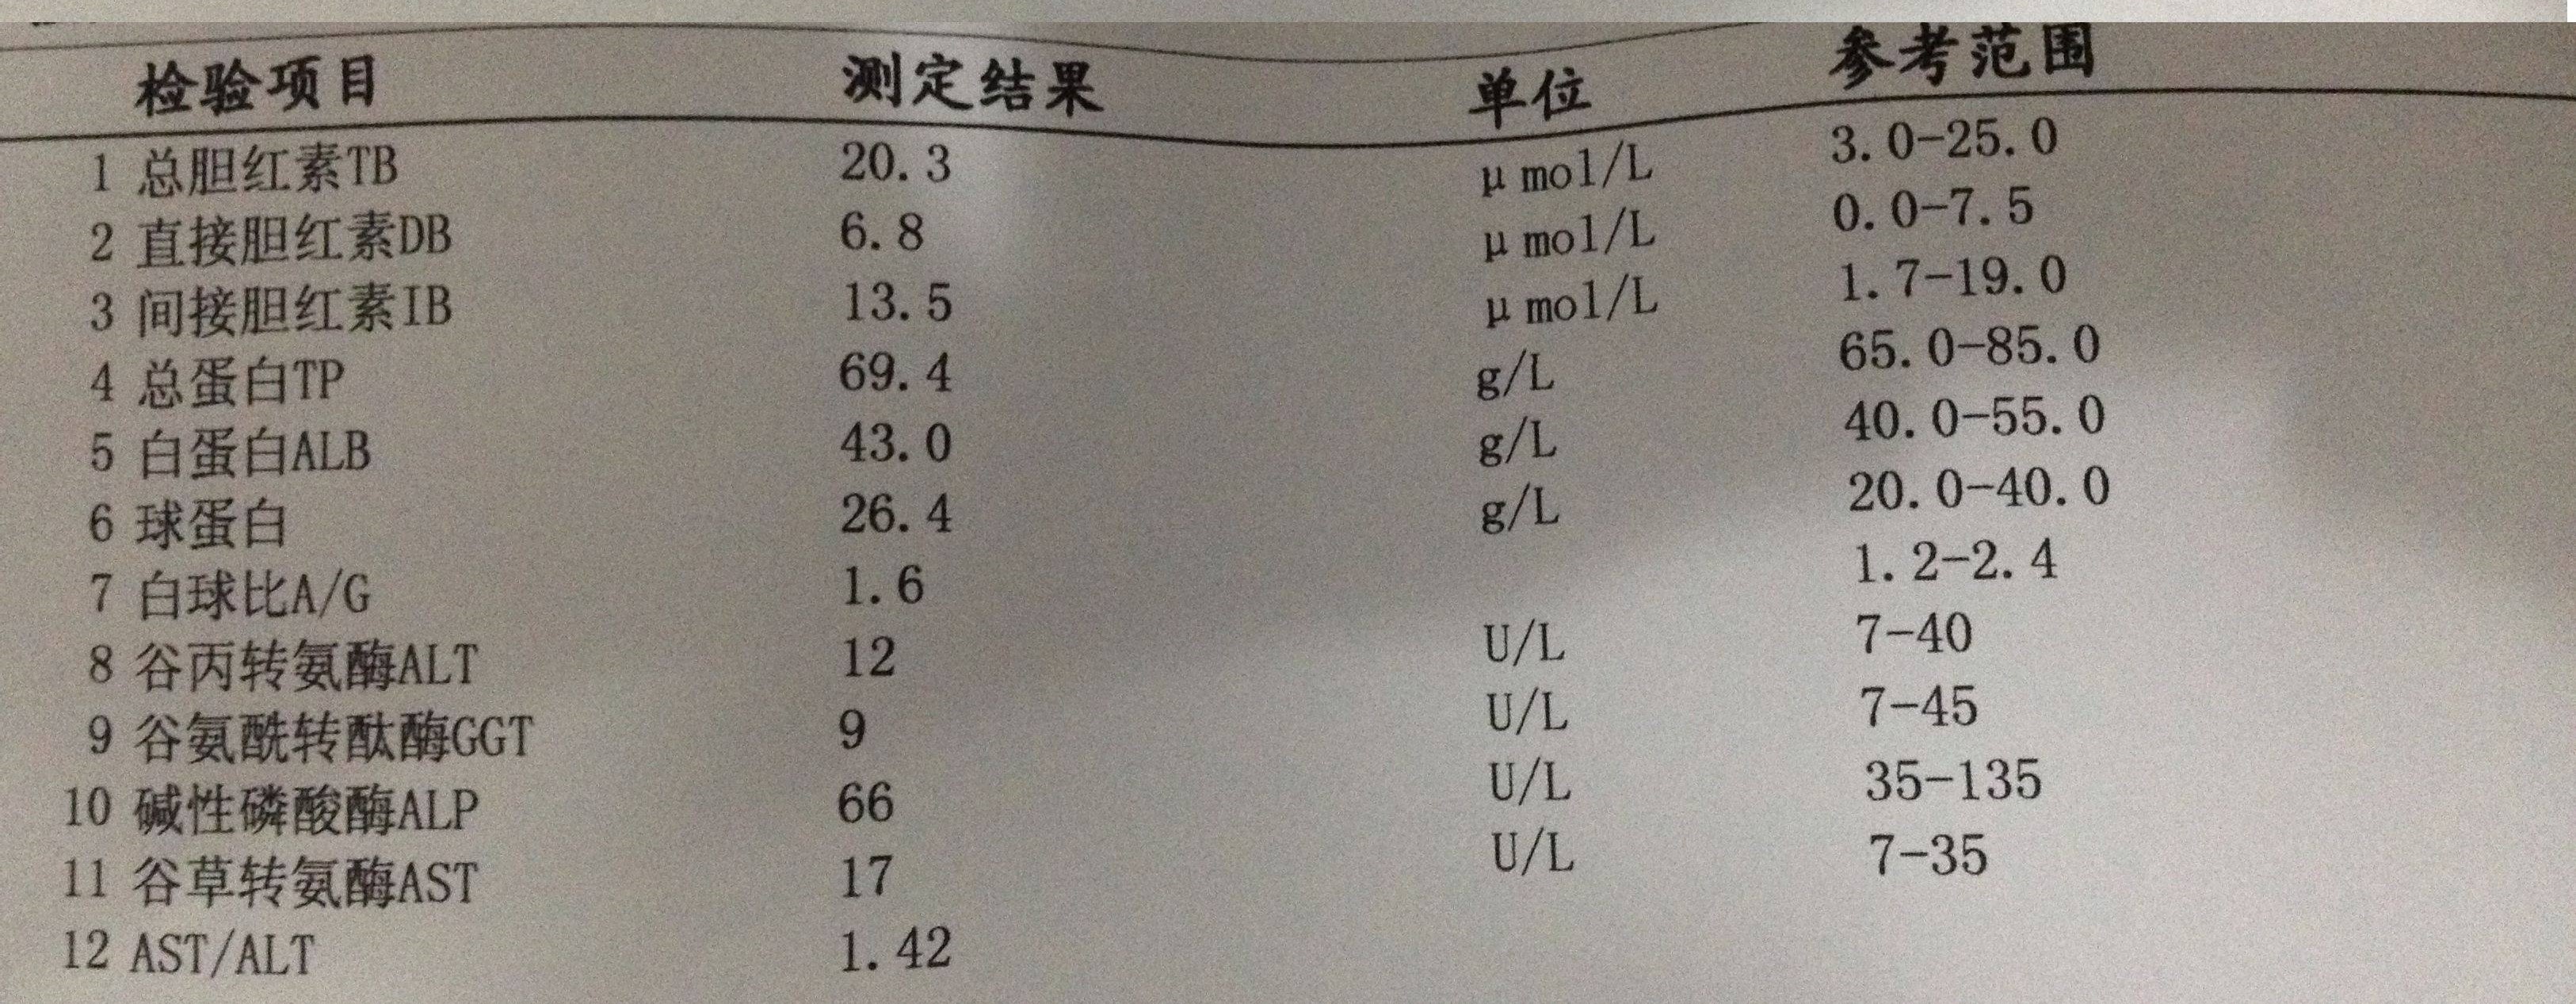 检验项目 测定结果 单位 参考范围
1 总胆红素TB 20.3 μmol/L 3.0-25.0
2 直接胆红素DB 6.8 μmol/L 0.0-7.5
3 间接胆红素IB 13.5 μmol/L 1.7-19.0
4 总蛋白TP 69.4 g/L 65.0-85.0
5 白蛋白ALB 43.0 g/L 40.0-55.0
6 球蛋白 26.4 g/L 20.0-40.0
7 白球比A/G 1.6 1.2-2.4
8 谷丙转氨酶ALT 12 U/L 7-40
9 谷氨酰转酞酶GGT 9 U/L 7-45
10 碱性磷酸酶ALP 66 U/L 35-135
11 谷草转氨酶AST 17 U/L 7-35
12 AST/ALT 1.42